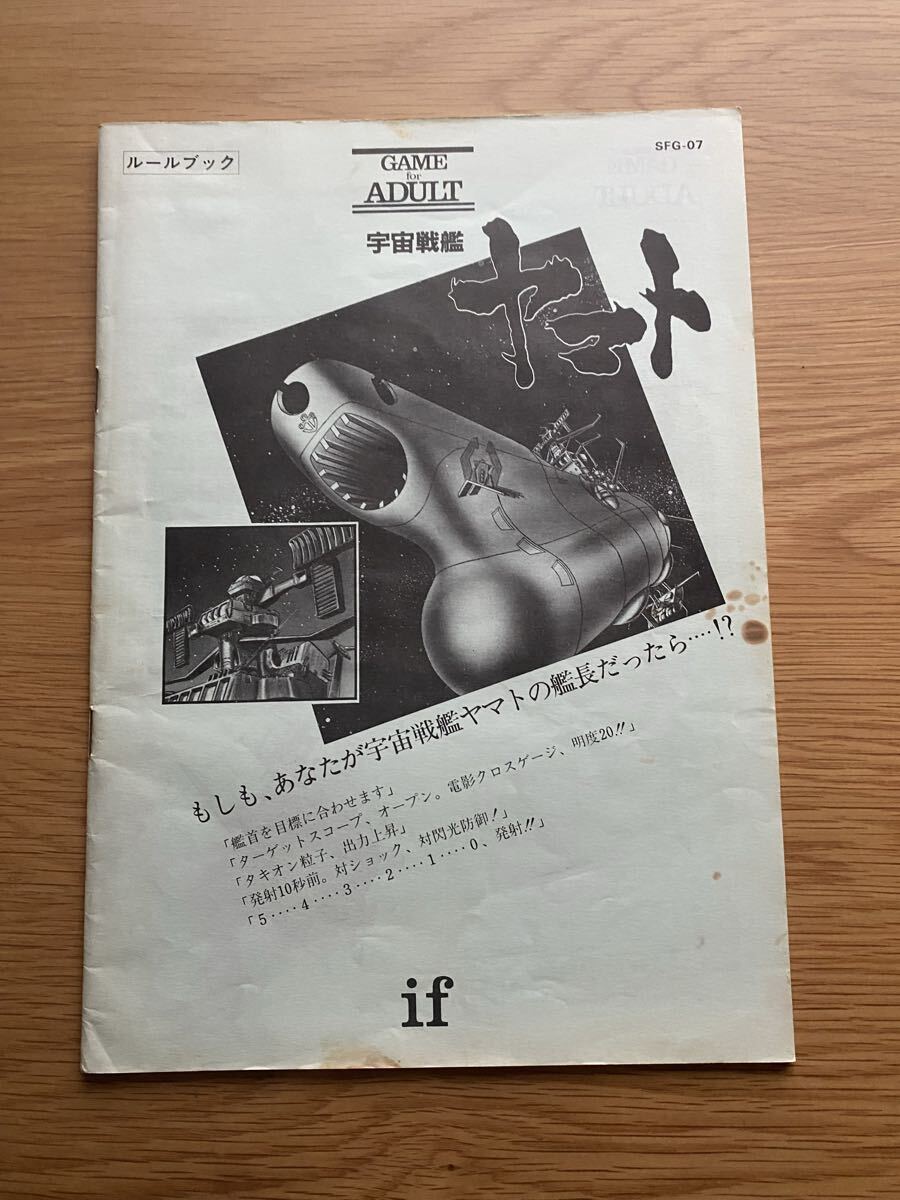 ルールブック
GAME
for
ADULT
SFG-07
宇宙戦艦
ヤマト
もしも、あなたが宇宙戦艦ヤマトの艦長だったら‥‥!?
「艦首を目標に合わせます」
「ターゲットスコープ、オープン。電影クロスゲージ、明度20!!」
「タキオン粒子、出力上昇」
「発射10秒前。対ショック、対閃光防御!」
「5‥‥4‥‥3‥‥2‥‥1‥‥0、発射!!」
if